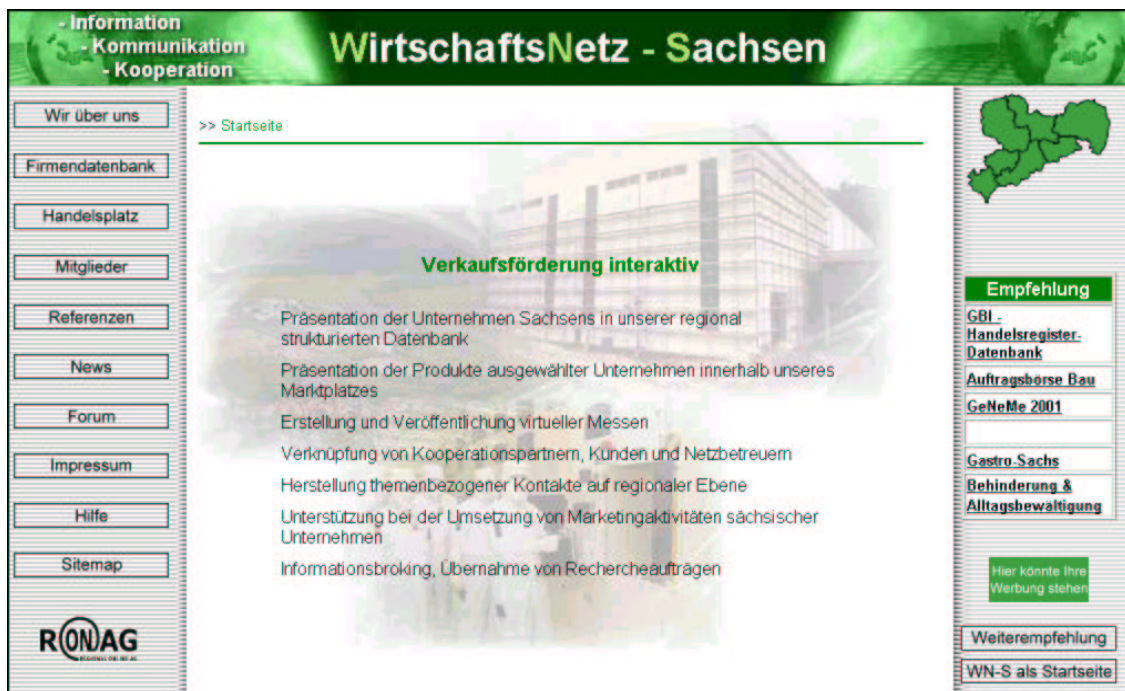 - Information
- Kommunikation
- Kooperation
WirtschaftsNetz - Sachsen
Wir über uns
Firmendatenbank
Handelsplatz
Mitglieder
Referenzen
News
Forum
Impressum
Hilfe
Sitemap
RONAG
REGIONAL ONLINE AG
>> Startseite
Verkaufsförderung interaktiv
Präsentation der Unternehmen Sachsens in unserer regional
strukturierten Datenbank
Präsentation der Produkte ausgewählter Unternehmen innerhalb unseres
Marktplatzes
Erstellung und Veröffentlichung virtueller Messen
Verknüpfung von Kooperationspartnern, Kunden und Netzbetreuern
Herstellung themenbezogener Kontakte auf regionaler Ebene
Unterstützung bei der Umsetzung von Marketingaktivitäten sächsischer
Unternehmen
Informationsbroking, Übernahme von Rechercheaufträgen
Empfehlung
GBI -
Handelsregister-
Datenbank
Auftragsbörse Bau
GeNeMe 2001
Gastro-Sachs
Behinderung &
Alltagsbewältigung
Hier könnte Ihre
Werbung stehen
Weiterempfehlung
WN-S als Startseite